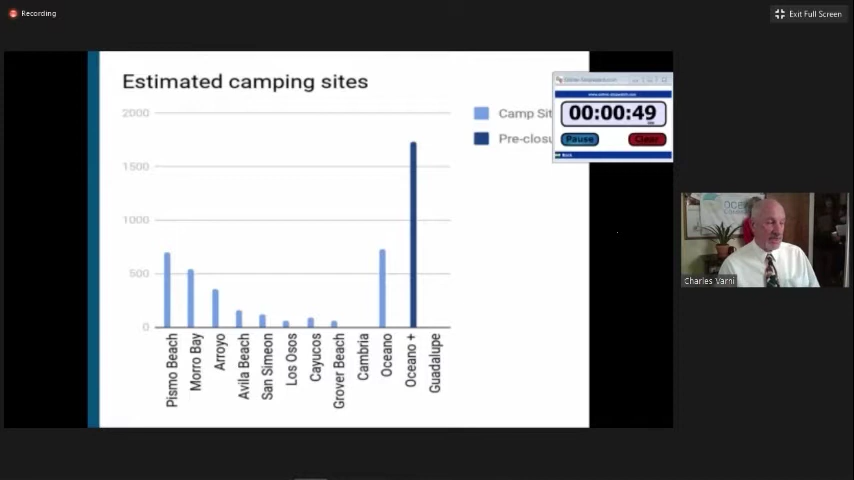 Recording
Exit Full Screen
Estimated camping sites
2000
1500
1000
500
0
Camp Sit
Pre-closu
00:00:49
Pause
Clear
Back
Charles Varni
Pismo Beach
Morro Bay
Arroyo
Avila Beach
San Simeon
Los Osos
Cayucos
Grover Beach
Cambria
Oceano
Oceano +
Guadalupe